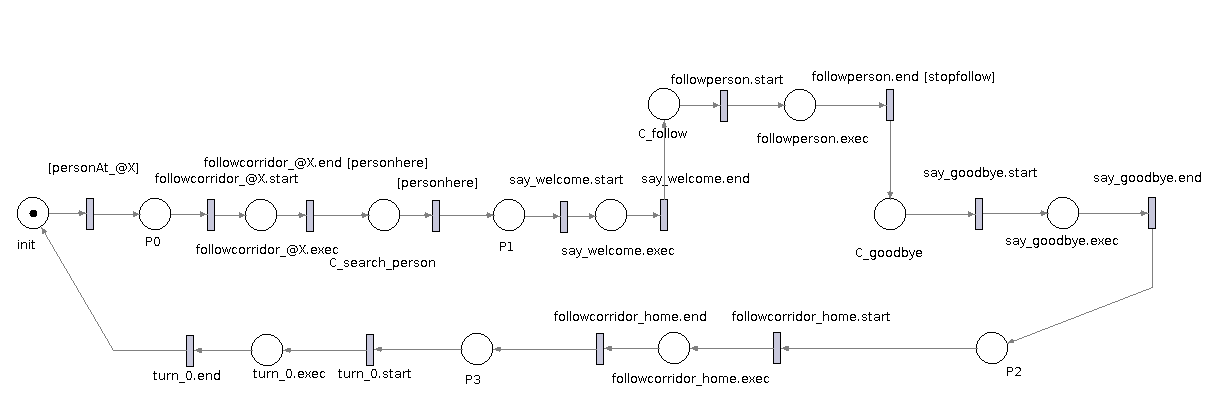 followperson.start
followperson.end [stopfollow]
C_follow
followperson.exec
[personAt_@X]
followcorridor_@X.end [personhere]
followcorridor_@X.start
[personhere]
say_welcome.start
say_welcome.end
say_goodbye.start
say_goodbye.end
init
P0
followcorridor_@X.exec
C_search_person
P1
say_welcome.exec
C_goodbye
say_goodbye.exec
followcorridor_home.end
followcorridor_home.start
turn_0.end
turn_0.exec
turn_0.start
P3
followcorridor_home.exec
P2